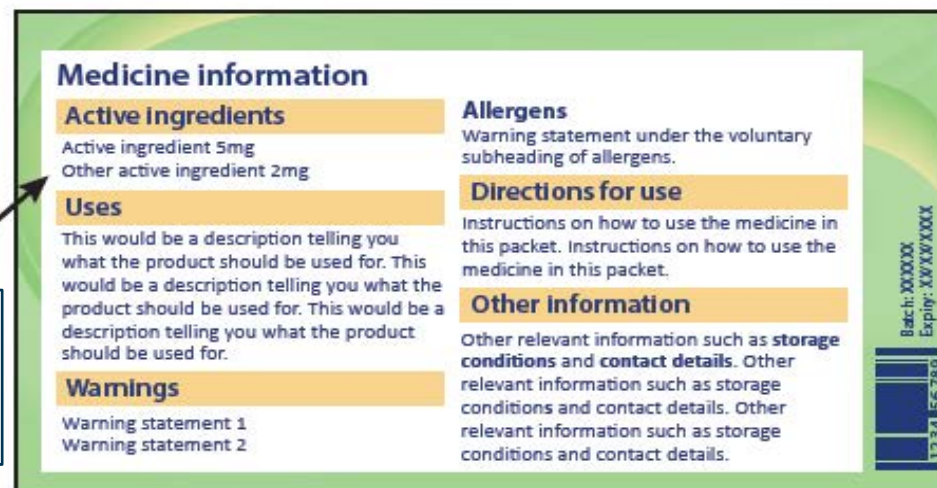 Medicine information
Active ingredients
Active ingredient 5mg
Other active ingredient 2mg
Uses
This would be a description telling you
what the product should be used for. This
would be a description telling you what the
product should be used for. This would be a
description telling you what the product
should be used for.
Warnings
Warning statement 1
Warning statement 2
Allergens
Warning statement under the voluntary
subheading of allergens.
Directions for use
Instructions on how to use the medicine in
this packet. Instructions on how to use the
medicine in this packet.
Other information
Other relevant information such as storage
conditions and contact details. Other
relevant information such as storage
conditions and contact details. Other
relevant information such as storage
conditions and contact details.
Batch: XXXXXX
Expiry: XX/XX/XXXX
1234 56789